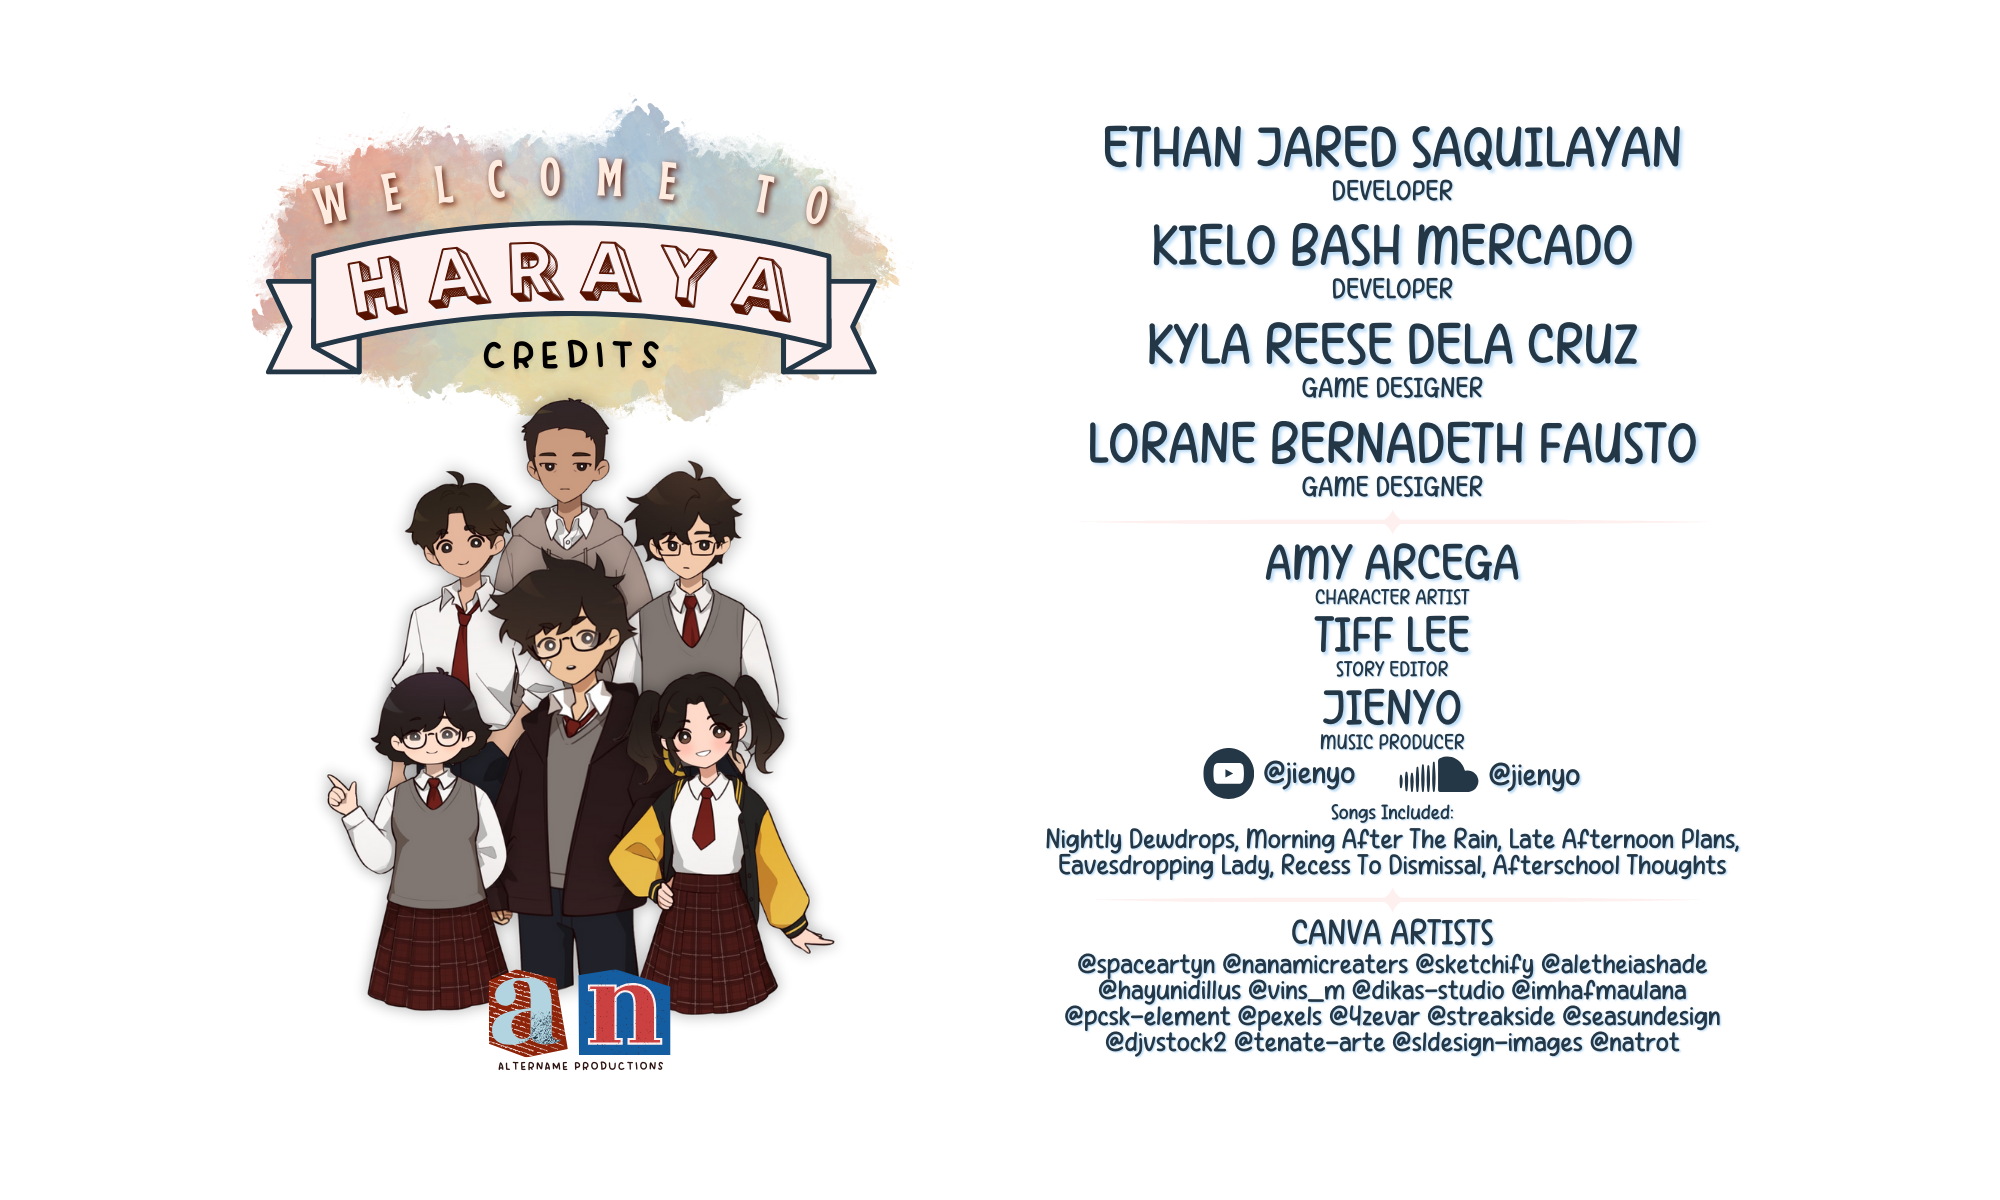 WELCOME TO
HARAYA
CREDITS
an
ALTERNAME PRODUCTIONS
ETHAN JARED SAQUILAYAN
DEVELOPER
KIELO BASH MERCADO
DEVELOPER
KYLA REESE DELA CRUZ
GAME DESIGNER
LORANE BERNADETH FAUSTO
GAME DESIGNER
AMY ARCEGA
CHARACTER ARTIST
TIFF LEE
STORY EDITOR
JIENYO
MUSIC PRODUCER
@jienyo @jienyo
Songs Included:
Nightly Dewdrops, Morning After The Rain, Late Afternoon Plans,
Eavesdropping Lady, Recess To Dismissal, Afterschool Thoughts
CANVA ARTISTS
@spaceartyn @nanamicreaters @sketchify @aletheiashade
@hayunidillus @vins_m @dikas-studio @imhafmaulana
@pcsk-element @pexels @4zevar @streakside @seasundesign
@djvstock2 @tenate-arte @sldesign-images @natrot